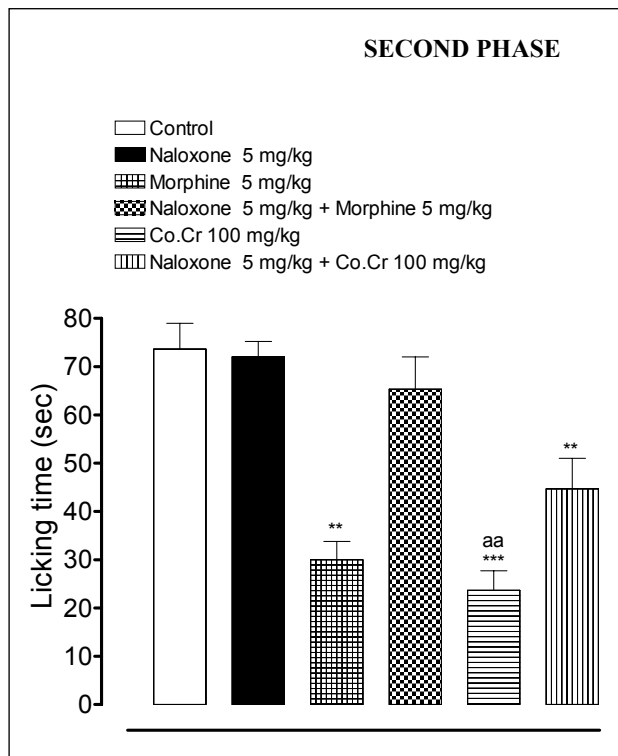 SECOND PHASE
Control
Naloxone 5 mg/kg
Morphine 5 mg/kg
Naloxone 5 mg/kg + Morphine 5 mg/kg
Co.Cr 100 mg/kg
Naloxone 5 mg/kg + Co.Cr 100 mg/kg
Licking time (sec)
80
70
60
50
40
30
20
10
0
**
aa
***
**